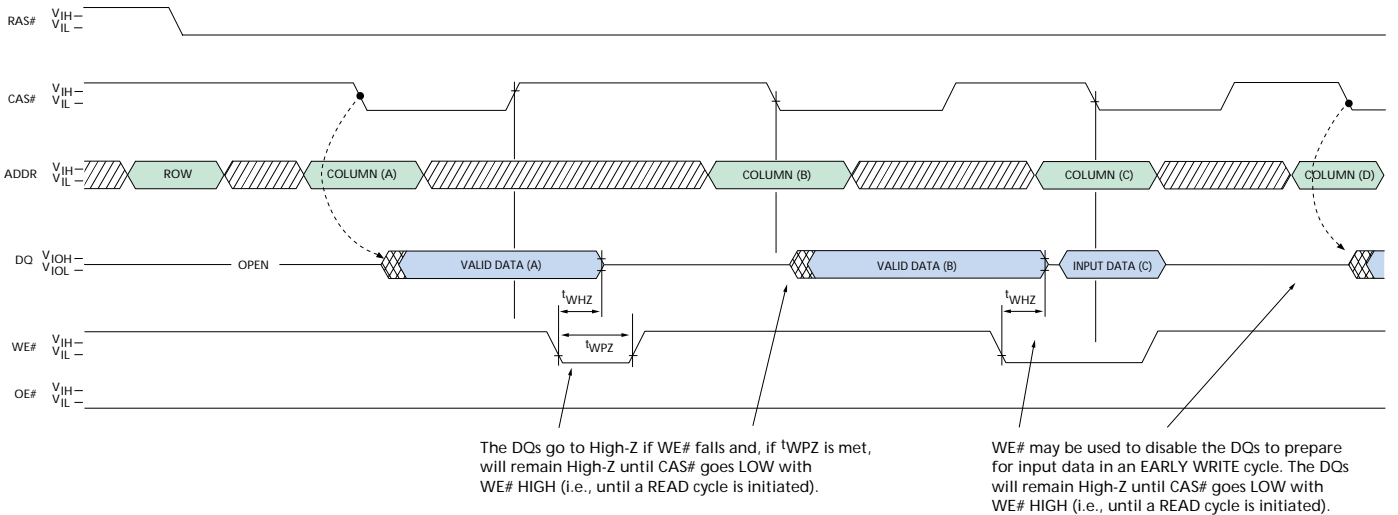 RAS# VIH
VIL
CAS# VIH
VIL
ADDR VIH
VIL
ROW COLUMN (A) COLUMN (B) COLUMN (C) COLUMN (D)
DQ VIOH
VIOL
OPEN VALID DATA (A) VALID DATA (B) INPUT DATA (C)
tWHZ tWHZ
tWPZ
WE# VIH
VIL
OE# VIH
VIL
The DQs go to High-Z if WE# falls and, if tWPZ is met,
will remain High-Z until CAS# goes LOW with
WE# HIGH (i.e., until a READ cycle is initiated).
WE# may be used to disable the DQs to prepare
for input data in an EARLY WRITE cycle. The DQs
will remain High-Z until CAS# goes LOW with
WE# HIGH (i.e., until a READ cycle is initiated).